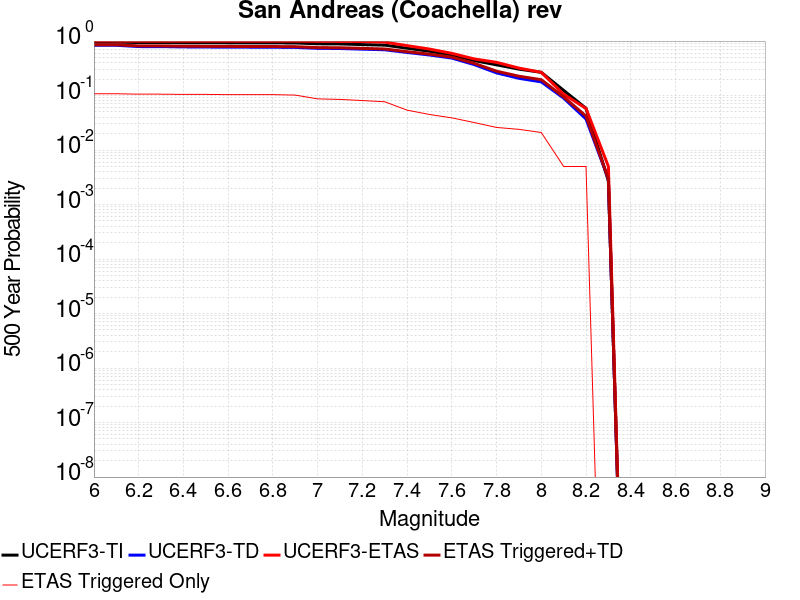 San Andreas (Coachella) rev
10^0
10^-1
10^-2
10^-3
10^-4
10^-5
10^-6
10^-7
10^-8
500 Year Probability
6 6.2 6.4 6.6 6.8 7 7.2 7.4 7.6 7.8 8 8.2 8.4 8.6 8.8 9
Magnitude
UCERF3-TI UCERF3-TD UCERF3-ETAS ETAS Triggered+TD
ETAS Triggered Only